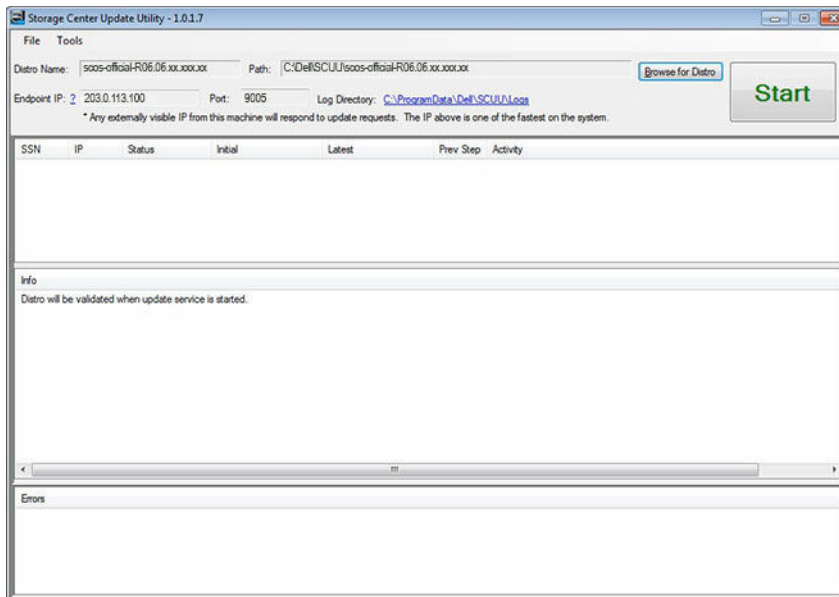 Storage Center Update Utility - 1.0.1.7
File Tools
Distro Name: scos-official-R06.06.xx.xxx.xx Path: C:\Dell\SCUU\scos-official-R06.06.xx.xxx.xx Browse for Distro
Start
Endpoint IP: ? 203.0.113.100 Port: 9005 Log Directory: C:\ProgramData\Dell\SCUU\Logs
* Any externally visible IP from this machine will respond to update requests. The IP above is one of the fastest on the system.
SSN IP Status Initial Latest Prev Step Activity
Info
Distro will be validated when update service is started.
Errors